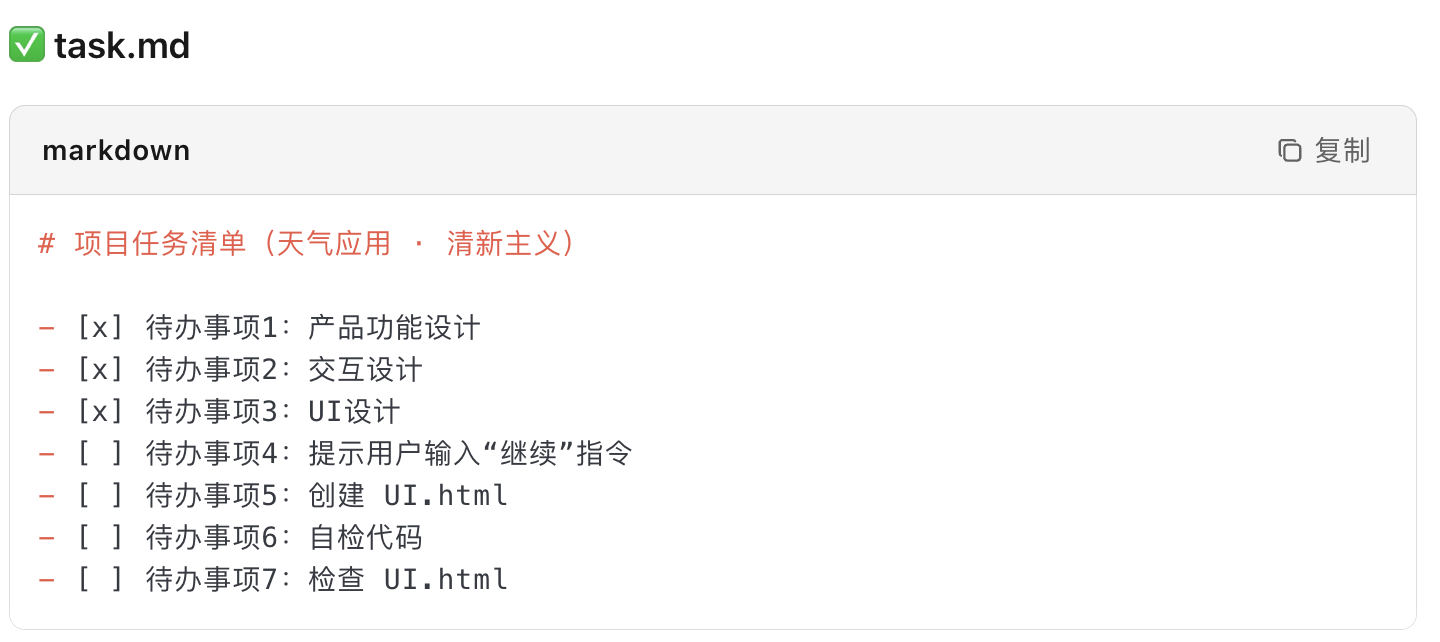 ✅ task.md
markdown
复制
# 项目任务清单（天气应用 · 清新主义）
- [x] 待办事项1：产品功能设计
- [x] 待办事项2：交互设计
- [x] 待办事项3：UI设计
- [ ] 待办事项4：提示用户输入“继续”指令
- [ ] 待办事项5：创建 UI.html
- [ ] 待办事项6：自检代码
- [ ] 待办事项7：检查 UI.html